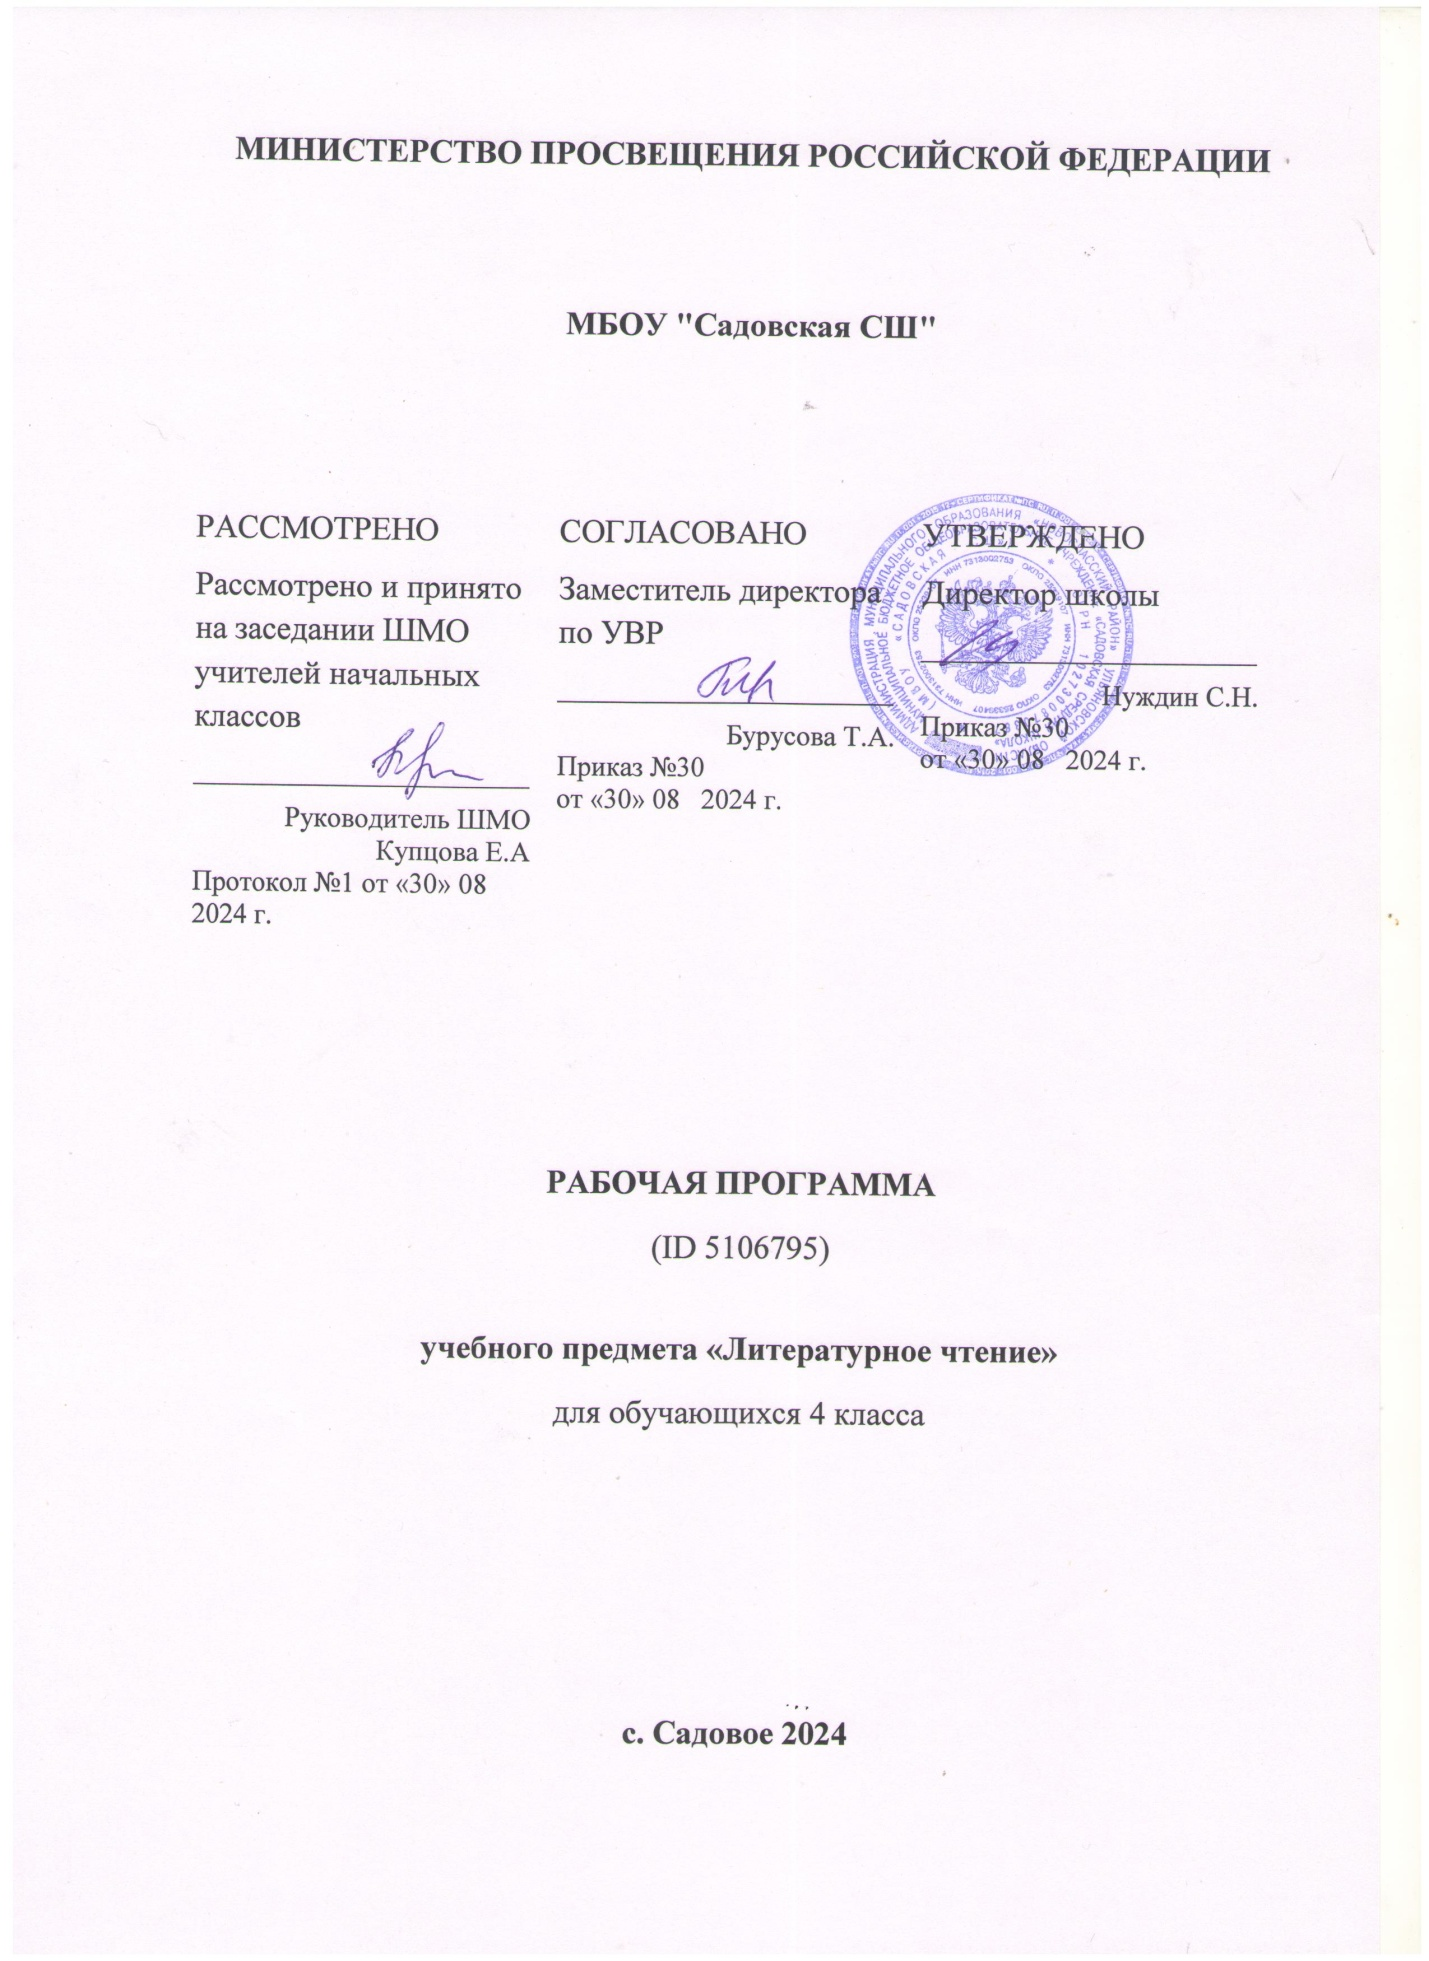 МИНИСТЕРСТВО ПРОСВЕЩЕНИЯ РОССИЙСКОЙ ФЕДЕРАЦИИ
МБОУ "Садовская СШ"
РАССМОТРЕНО
Рассмотрено и принято
на заседании ШМО
учителей начальных
классов
Руководитель ШМО
Купцова Е.А
Протокол №1 от «30» 08
2024 г.
СОГЛАСОВАНО
Заместитель директора
по УВР
Бурусова Т.А.
Приказ №30
от «30» 08 2024 г.
УТВЕРЖДЕНО
Директор школы
Нуждин С.Н.
Приказ №30
от «30» 08 2024 г.
РАБОЧАЯ ПРОГРАММА
(ID 5106795)
учебного предмета «Литературное чтение»
для обучающихся 4 класса
с. Садовое 2024